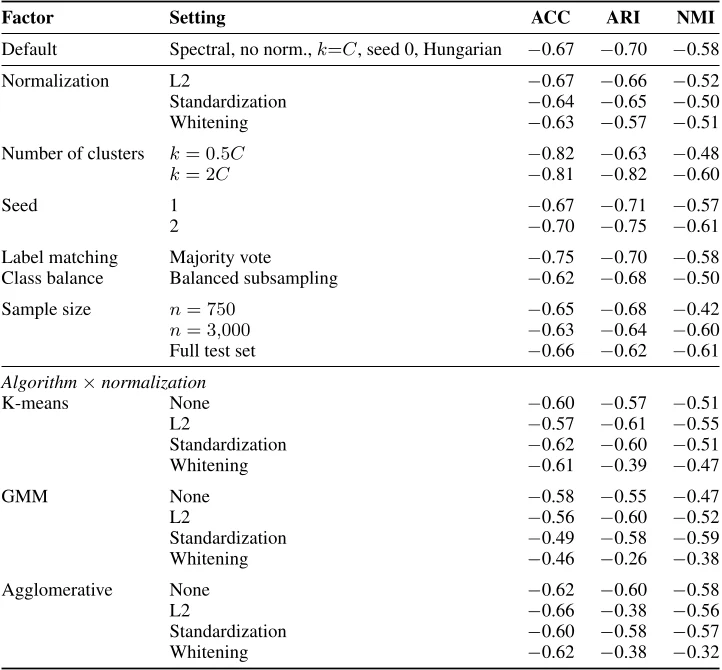 Factor Setting ACC ARI NMI
Default Spectral, no norm., k=C, seed 0, Hungarian −0.67 −0.70 −0.58
Normalization L2 −0.67 −0.66 −0.52
Standardization −0.64 −0.65 −0.50
Whitening −0.63 −0.57 −0.51
Number of clusters k = 0.5C −0.82 −0.63 −0.48
k = 2C −0.81 −0.82 −0.60
Seed 1 −0.67 −0.71 −0.57
2 −0.70 −0.75 −0.61
Label matching Majority vote −0.75 −0.70 −0.58
Class balance Balanced subsampling −0.62 −0.68 −0.50
Sample size n = 750 −0.65 −0.68 −0.42
n = 3,000 −0.63 −0.64 −0.60
Full test set −0.66 −0.62 −0.61
Algorithm × normalization
K-means None −0.60 −0.57 −0.51
L2 −0.57 −0.61 −0.55
Standardization −0.62 −0.60 −0.51
Whitening −0.61 −0.39 −0.47
GMM None −0.58 −0.55 −0.47
L2 −0.56 −0.60 −0.52
Standardization −0.49 −0.58 −0.59
Whitening −0.46 −0.26 −0.38
Agglomerative None −0.62 −0.60 −0.58
L2 −0.66 −0.38 −0.56
Standardization −0.60 −0.58 −0.57
Whitening −0.62 −0.38 −0.32